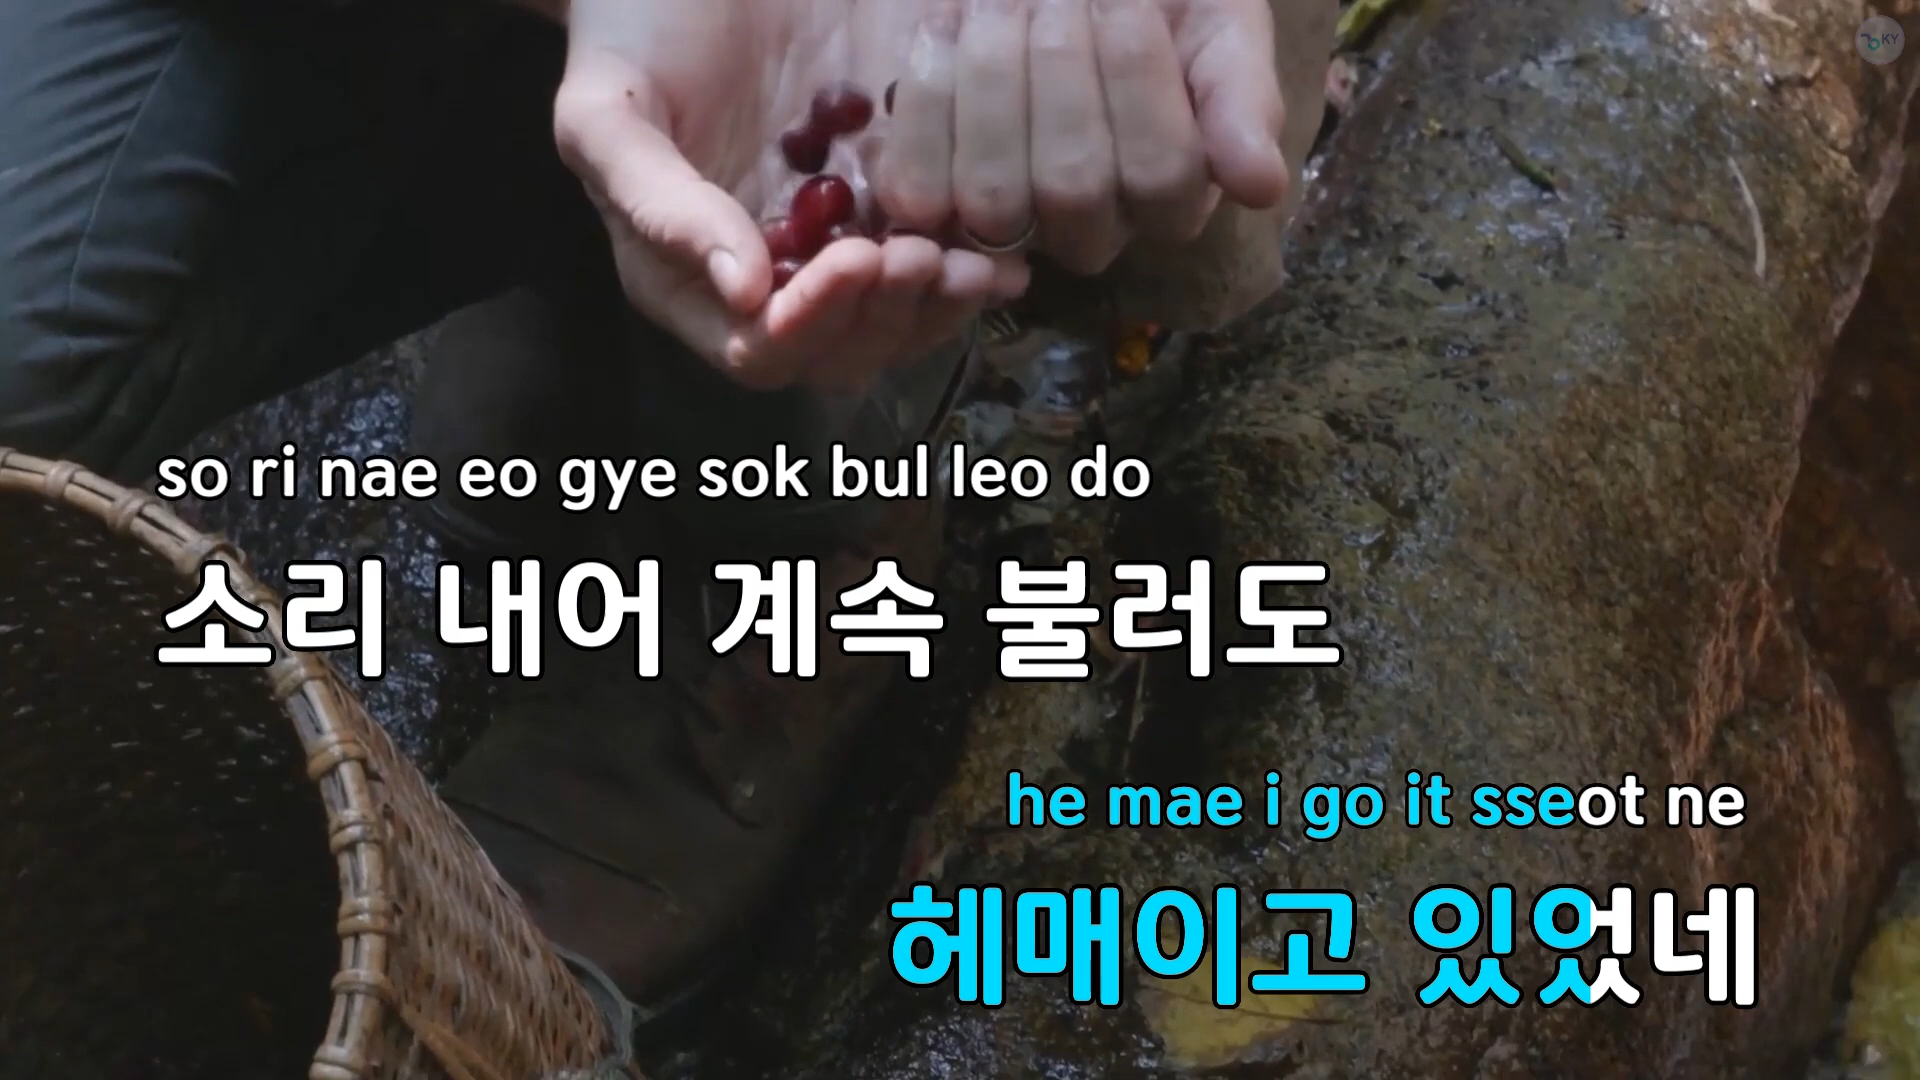 KY
so ri nae eo gye sok bul leo do
소리 내어 계속 불러도
he mae i go it sseot ne
헤매이고 있었네